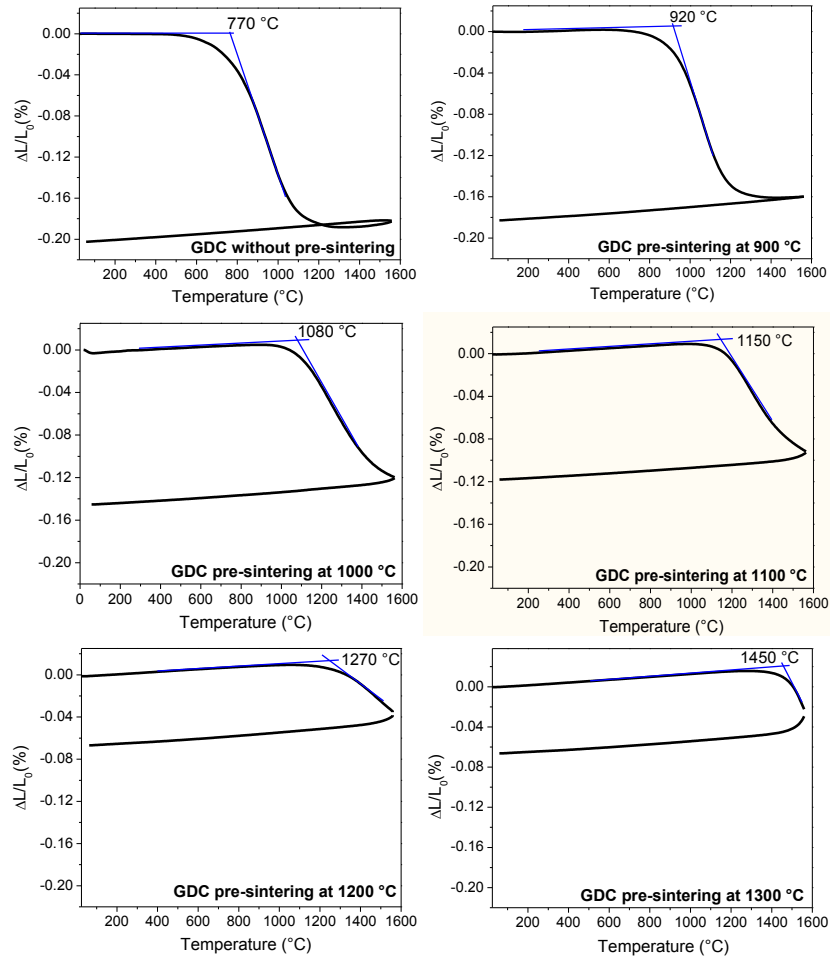 770 °C
0.00
-0.04
-0.08
-0.12
-0.16
-0.20
ΔL/L0(%)
GDC without pre-sintering
200 400 600 800 1000 1200 1400 1600
Temperature (°C)
920 °C
0.00
-0.04
-0.08
-0.12
-0.16
-0.20
ΔL/L0(%)
GDC pre-sintering at 900 °C
200 400 600 800 1000 1200 1400 1600
Temperature (°C)
1080 °C
0.00
-0.04
-0.08
-0.12
-0.16
-0.20
ΔL/L0(%)
GDC pre-sintering at 1000 °C
0 200 400 600 800 1000 1200 1400 1600
Temperature (°C)
1150 °C
0.00
-0.04
-0.08
-0.12
-0.16
-0.20
ΔL/L0(%)
GDC pre-sintering at 1100 °C
200 400 600 800 1000 1200 1400 1600
Temperature (°C)
1270 °C
0.00
-0.04
-0.08
-0.12
-0.16
-0.20
ΔL/L0(%)
GDC pre-sintering at 1200 °C
200 400 600 800 1000 1200 1400 1600
Temperature (°C)
1450 °C
0.00
-0.04
-0.08
-0.12
-0.16
-0.20
ΔL/L0(%)
GDC pre-sintering at 1300 °C
200 400 600 800 1000 1200 1400 1600
Temperature (°C)